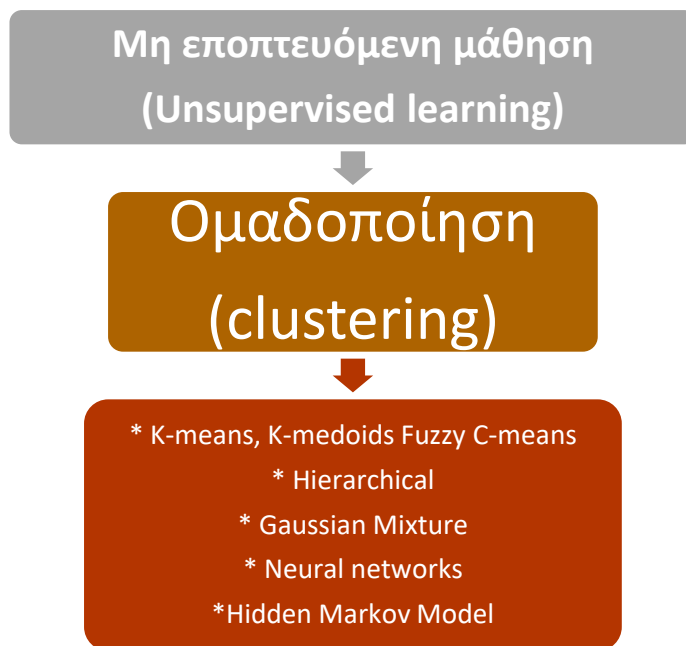 Μη εποπτευόμενη μάθηση
(Unsupervised learning)
Ομαδοποίηση
(clustering)
* K-means, K-medoids Fuzzy C-means
* Hierarchical
* Gaussian Mixture
* Neural networks
*Hidden Markov Model